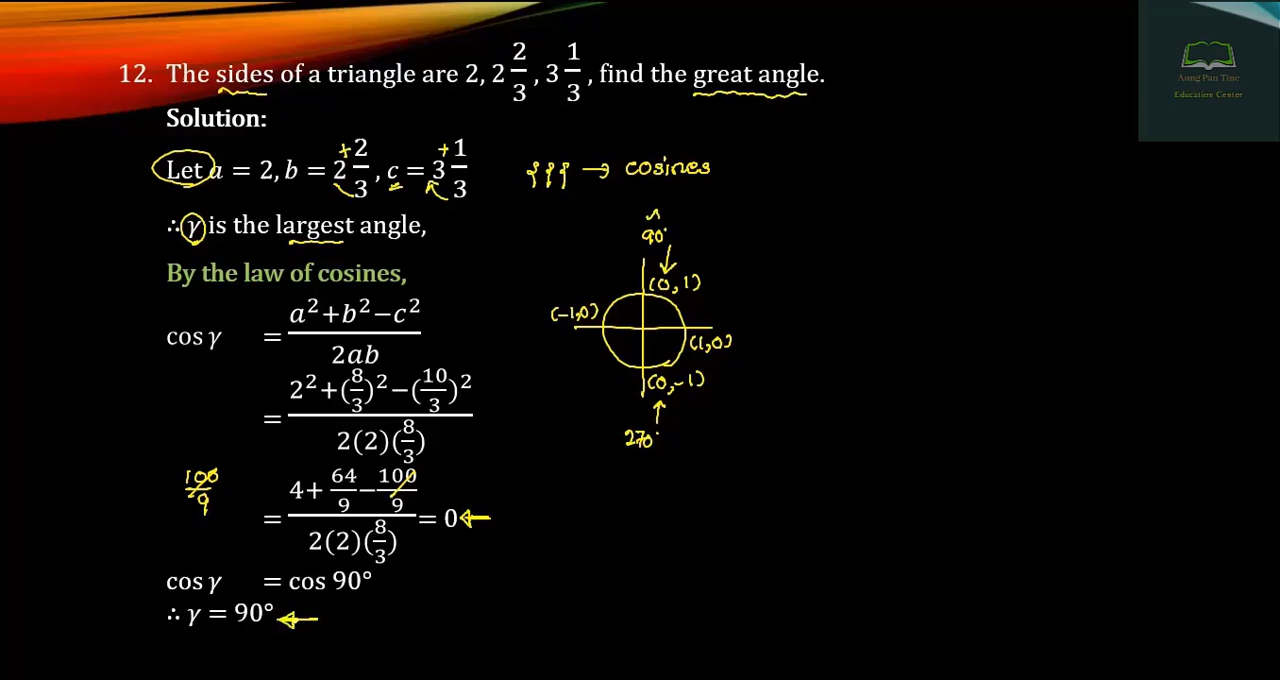 12. The sides of a triangle are 2, 2 2/3, 3 1/3, find the great angle.
Aung Pan Tine
Education Center
Solution:
Let a = 2, b = 2 + 2/3, c = 3 + 1/3
{ { { → cosines
∴ γ is the largest angle,
90°
By the law of cosines,
(0, 1)
(-1, 0)
(1, 0)
(0, -1)
270°
cos γ = (a² + b² − c²)/(2ab)
= (2² + (8/3)² − (10/3)²)/(2(2)(8/3))
100/9
= (4 + 64/9 − 100/9)/(2(2)(8/3)) = 0 ←
cos γ = cos 90°
∴ γ = 90° ←